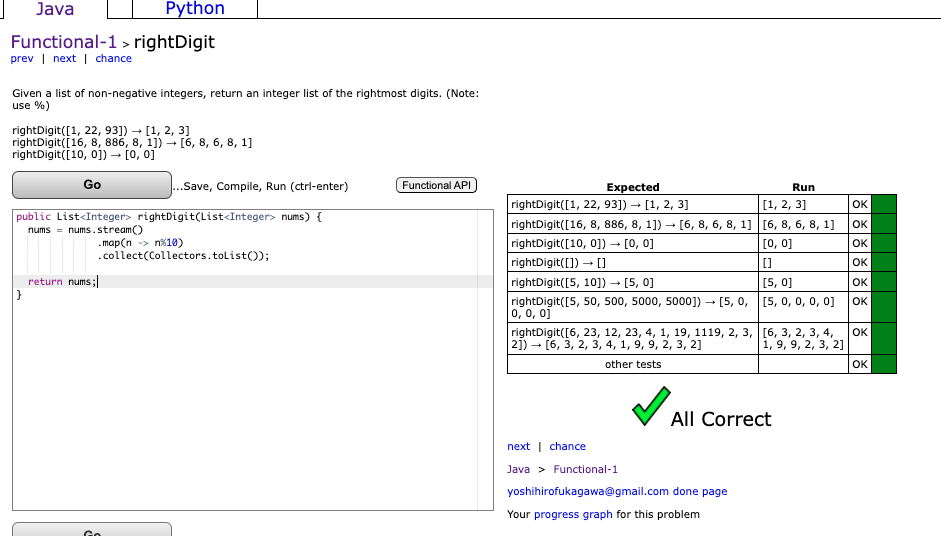 Java Python
Functional-1 > rightDigit
prev | next | chance
Given a list of non-negative integers, return an integer list of the rightmost digits. (Note:
use %)
rightDigit([1, 22, 93]) → [1, 2, 3]
rightDigit([16, 8, 886, 8, 1]) → [6, 8, 6, 8, 1]
rightDigit([10, 0]) → [0, 0]
Go
...Save, Compile, Run (ctrl-enter)
Functional API
public List<Integer> rightDigit(List<Integer> nums) {
nums = nums.stream()
.map(n -> n%10)
.collect(Collectors.toList());
return nums;
}
Go
Expected Run
rightDigit([1, 22, 93]) → [1, 2, 3] [1, 2, 3] OK
rightDigit([16, 8, 886, 8, 1]) → [6, 8, 6, 8, 1] [6, 8, 6, 8, 1] OK
rightDigit([10, 0]) → [0, 0] [0, 0] OK
rightDigit([]) → [] [] OK
rightDigit([5, 10]) → [5, 0] [5, 0] OK
rightDigit([5, 50, 500, 5000, 5000]) → [5, 0, [5, 0, 0, 0, 0] OK
0, 0, 0]
rightDigit([6, 23, 12, 23, 4, 1, 19, 1119, 2, 3, [6, 3, 2, 3, 4, OK
2]) → [6, 3, 2, 3, 4, 1, 9, 9, 2, 3, 2] 1, 9, 9, 2, 3, 2]
other tests OK
All Correct
next | chance
Java > Functional-1
yoshihirofukagawa@gmail.com done page
Your progress graph for this problem